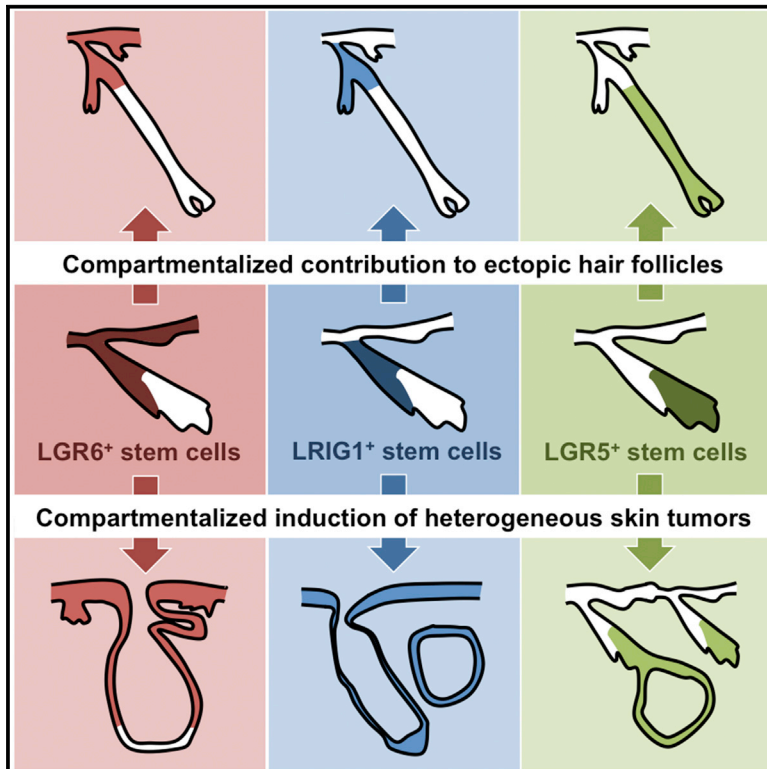 Compartmentalized contribution to ectopic hair follicles
LGR6⁺ stem cells
LRIG1⁺ stem cells
LGR5⁺ stem cells
Compartmentalized induction of heterogeneous skin tumors